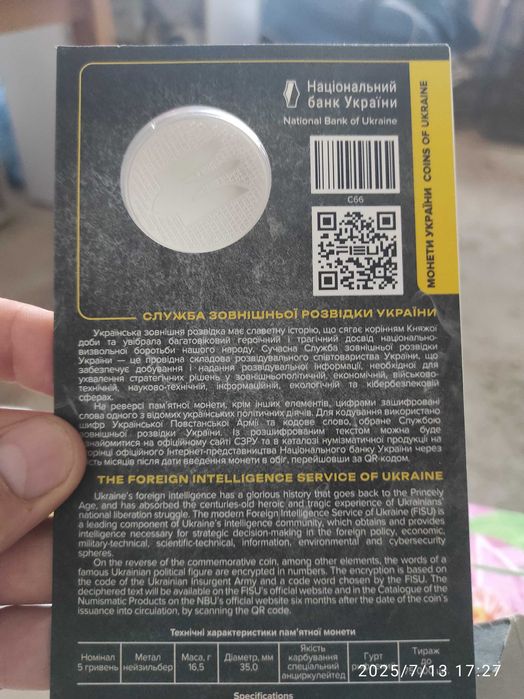 Національний
банк України
National Bank of Ukraine
C66
МОНЕТИ УКРАЇНИ COINS OF UKRAINE
СЛУЖБА ЗОВНІШНЬОЇ РОЗВІДКИ УКРАЇНИ
Українська зовнішня розвідка має славетну історію, що сягає корінням Княжої
доби та увібрала багатовіковий героїчний і трагічний досвід національно-
визвольної боротьби нашого народу. Сучасна Служба зовнішньої розвідки
України – це провідна складова розвідувального співтовариства України, що
забезпечує добування і надання розвідувальної інформації, необхідної для
ухвалення стратегічних рішень у зовнішньополітичній, економічній, військово-
технічній, науково-технічній, інформаційній, екологічній та кібербезпековій
сферах.
На реверсі пам'ятної монети, крім інших елементів, цифрами зашифровані
слова одного з відомих українських політичних діячів. Для кодування використано
шифр Української Повстанської Армії та кодове слово, обране Службою
зовнішньої розвідки України. Із розшифрованим текстом можна буде
ознайомитися на офіційному сайті СЗРУ та в каталозі нумізматичної продукції на
сторінці офіційного Інтернет-представництва Національного банку України через
шість місяців після дати введення монети в обіг, перейшовши за QR-кодом.
THE FOREIGN INTELLIGENCE SERVICE OF UKRAINE
Ukraine's foreign intelligence has a glorious history that goes back to the Princely
Age, and has absorbed the centuries-old heroic and tragic experience of Ukrainians'
national liberation struggle. The modern Foreign Intelligence Service of Ukraine (FISU) is
a leading component of Ukraine's intelligence community, which obtains and provides
intelligence necessary for strategic decision-making in the foreign policy, economic,
military-technical, scientific-technical, information, environmental and cybersecurity
spheres.
On the reverse of the commemorative coin, among other elements, the words of a
famous Ukrainian political figure are encrypted in numbers. The encryption is based on
the code of the Ukrainian Insurgent Army and a code word chosen by the FISU. The
deciphered text will be available on the FISU's official website and in the Catalogue of the
Numismatic Products on the NBU's official website six months after the date of the coin's
issuance into circulation, by scanning the QR code.
Технічні характеристики пам'ятної монети
Номінал Метал Маса, г Діаметр, мм Якість Гурт Тираж
5 гривень нейзильбер 16,5 35,0 карбування до
спеціальний
анциркулейтед
2025/7/13 17:27
Specifications